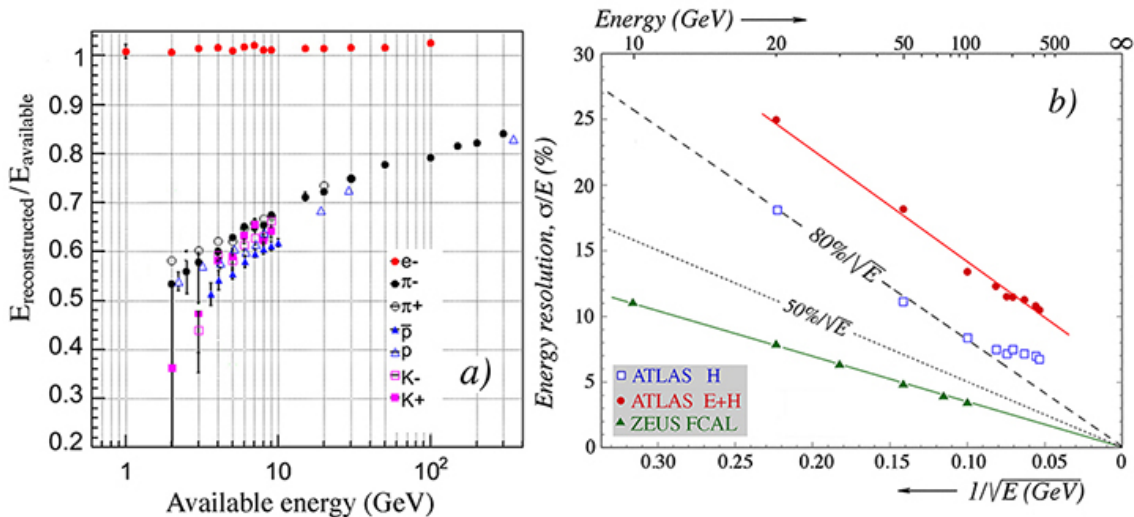 1
0.9
0.8
0.7
0.6
0.5
0.4
0.3
0.2
E reconstructed / E available
a)
e-
π-
π+
p̅
p
K-
K+
1
10
10²
Available energy (GeV)
Energy (GeV) →
10
20
50
100
500
∞
30
25
20
15
10
5
0
Energy resolution, σ/E (%)
b)
80%/√E
50%/√E
ATLAS H
ATLAS E+H
ZEUS FCAL
0.30
0.25
0.20
0.15
0.10
0.05
0
← 1/√E (GeV)